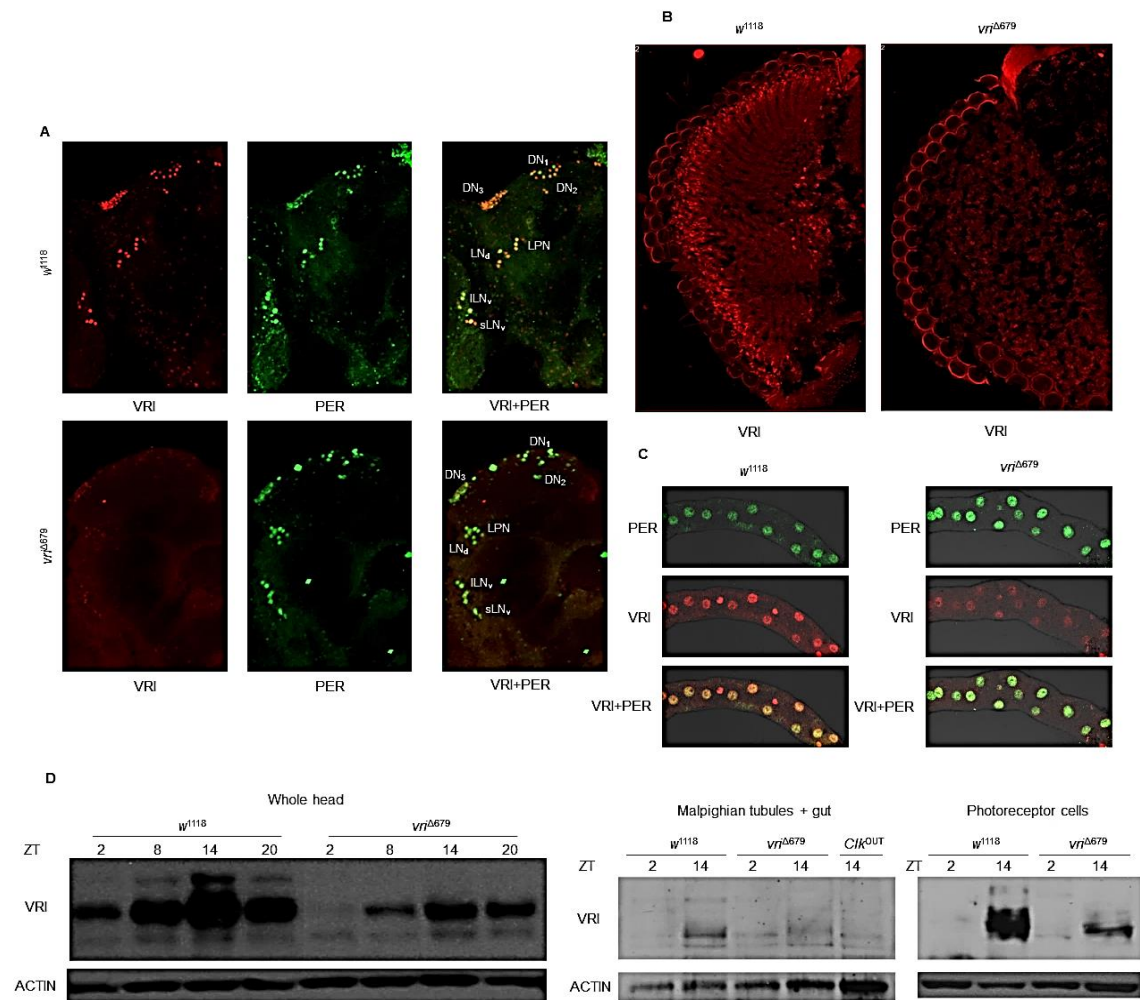 A
w1118
DN3
DN1
DN2
LNd
LPN
lLNv
sLNv
VRI PER VRI+PER
vriΔ679
DN3
DN1
DN2
LPN
LNd
lLNv
sLNv
VRI PER VRI+PER
B
w1118 vriΔ679
2 2
VRI VRI
C
w1118 vriΔ679
PER
VRI
VRI+PER VRI+PER
D
Whole head
w1118 vriΔ679
ZT 2 8 14 20 2 8 14 20
VRI
ACTIN
Malpighian tubules + gut
w1118 vriΔ679 ClkOUT
ZT 2 14 2 14 14
VRI
ACTIN
Photoreceptor cells
w1118 vriΔ679
ZT 2 14 2 14